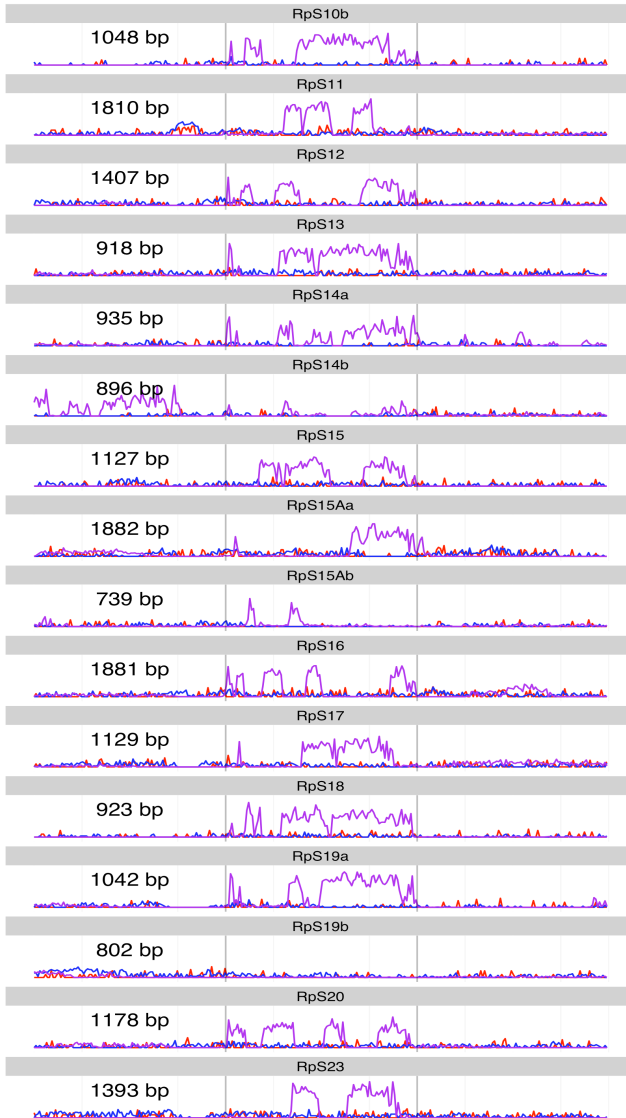 RpS10b
1048 bp
RpS11
1810 bp
RpS12
1407 bp
RpS13
918 bp
RpS14a
935 bp
RpS14b
896 bp
RpS15
1127 bp
RpS15Aa
1882 bp
RpS15Ab
739 bp
RpS16
1881 bp
RpS17
1129 bp
RpS18
923 bp
RpS19a
1042 bp
RpS19b
802 bp
RpS20
1178 bp
RpS23
1393 bp